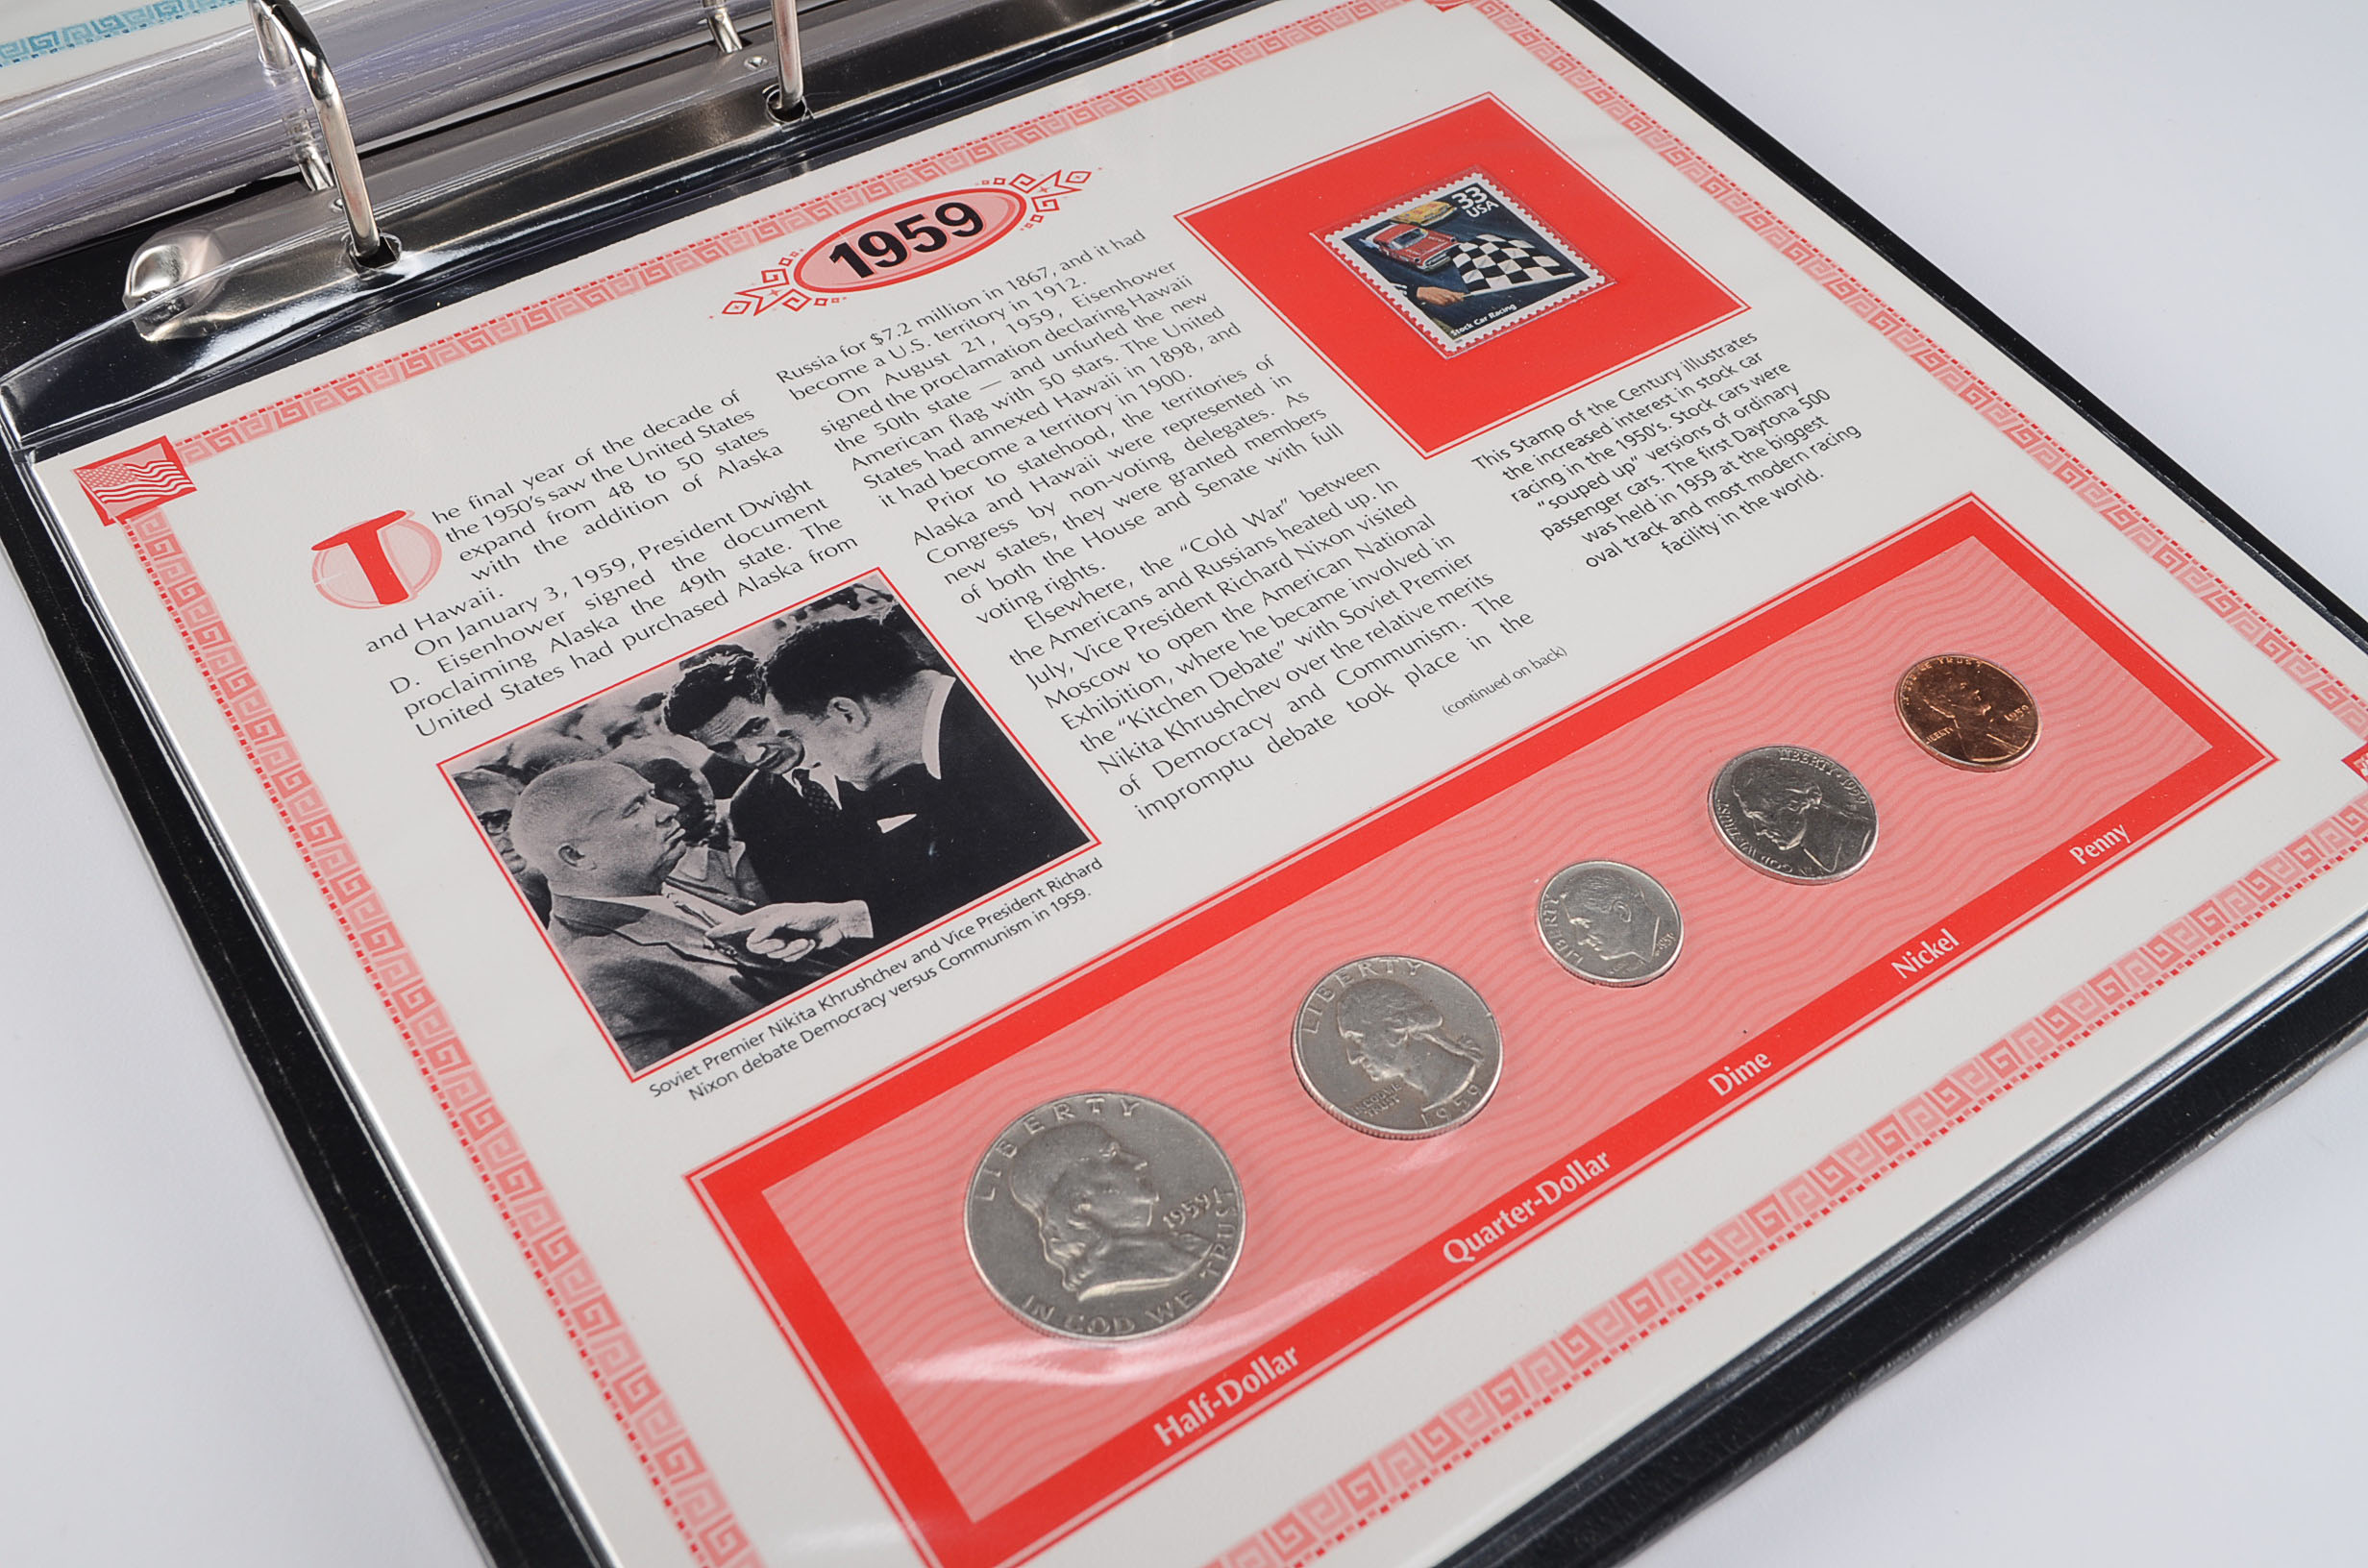 1959
The final year of the decade of
the 1950's saw the United States
expand from 48 to 50 states
with the addition of Alaska
and Hawaii.
On January 3, 1959, President Dwight
D. Eisenhower signed the document
proclaiming Alaska the 49th state. The
United States had purchased Alaska from
Russia for $7.2 million in 1867, and it had
become a U.S. territory in 1912.
On August 21, 1959, Eisenhower
signed the proclamation declaring Hawaii
the 50th state — and unfurled the new
American flag with 50 stars. The United
States had annexed Hawaii in 1898, and
it had become a territory in 1900.
Prior to statehood, the territories of
Alaska and Hawaii were represented in
Congress by non-voting delegates. As
new states, they were granted members
of both the House and Senate with full
voting rights.
Elsewhere, the "Cold War" between
the Americans and Russians heated up. In
July, Vice President Richard Nixon visited
Moscow to open the American National
Exhibition, where he became involved in
the "Kitchen Debate" with Soviet Premier
Nikita Khrushchev over the relative merits
of Democracy and Communism. The
impromptu debate took place in the
(continued on back)
Soviet Premier Nikita Khrushchev and Vice President Richard
Nixon debate Democracy versus Communism in 1959.
33
USA
Stock Car Racing
This Stamp of the Century illustrates
the increased interest in stock car
racing in the 1950's. Stock cars were
"souped up" versions of ordinary
passenger cars. The first Daytona 500
was held in 1959 at the biggest
oval track and most modern racing
facility in the world.
LIBERTY
1959
IN GOD WE TRUST
LIBERTY
IN GOD WE
TRUST
1959
LIBERTY
LIBERTY 1959
IN GOD WE TRUST
WE TRUST
LIBERTY
1959
Half-Dollar
Quarter-Dollar
Dime
Nickel
Penny